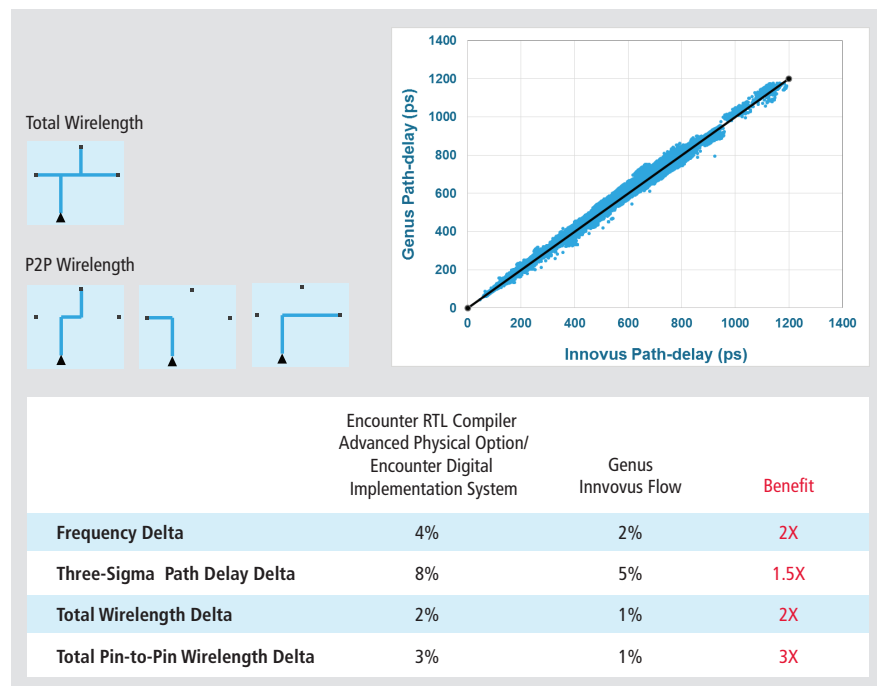 Total Wirelength
P2P Wirelength
1400
1200
1000
800
600
400
200
0
Genus Path-delay (ps)
0 200 400 600 800 1000 1200 1400
Innovus Path-delay (ps)
Encounter RTL Compiler
Advanced Physical Option/
Encounter Digital
Implementation System
Genus
Innvovus Flow
Benefit
Frequency Delta 4% 2% 2X
Three-Sigma Path Delay Delta 8% 5% 1.5X
Total Wirelength Delta 2% 1% 2X
Total Pin-to-Pin Wirelength Delta 3% 1% 3X